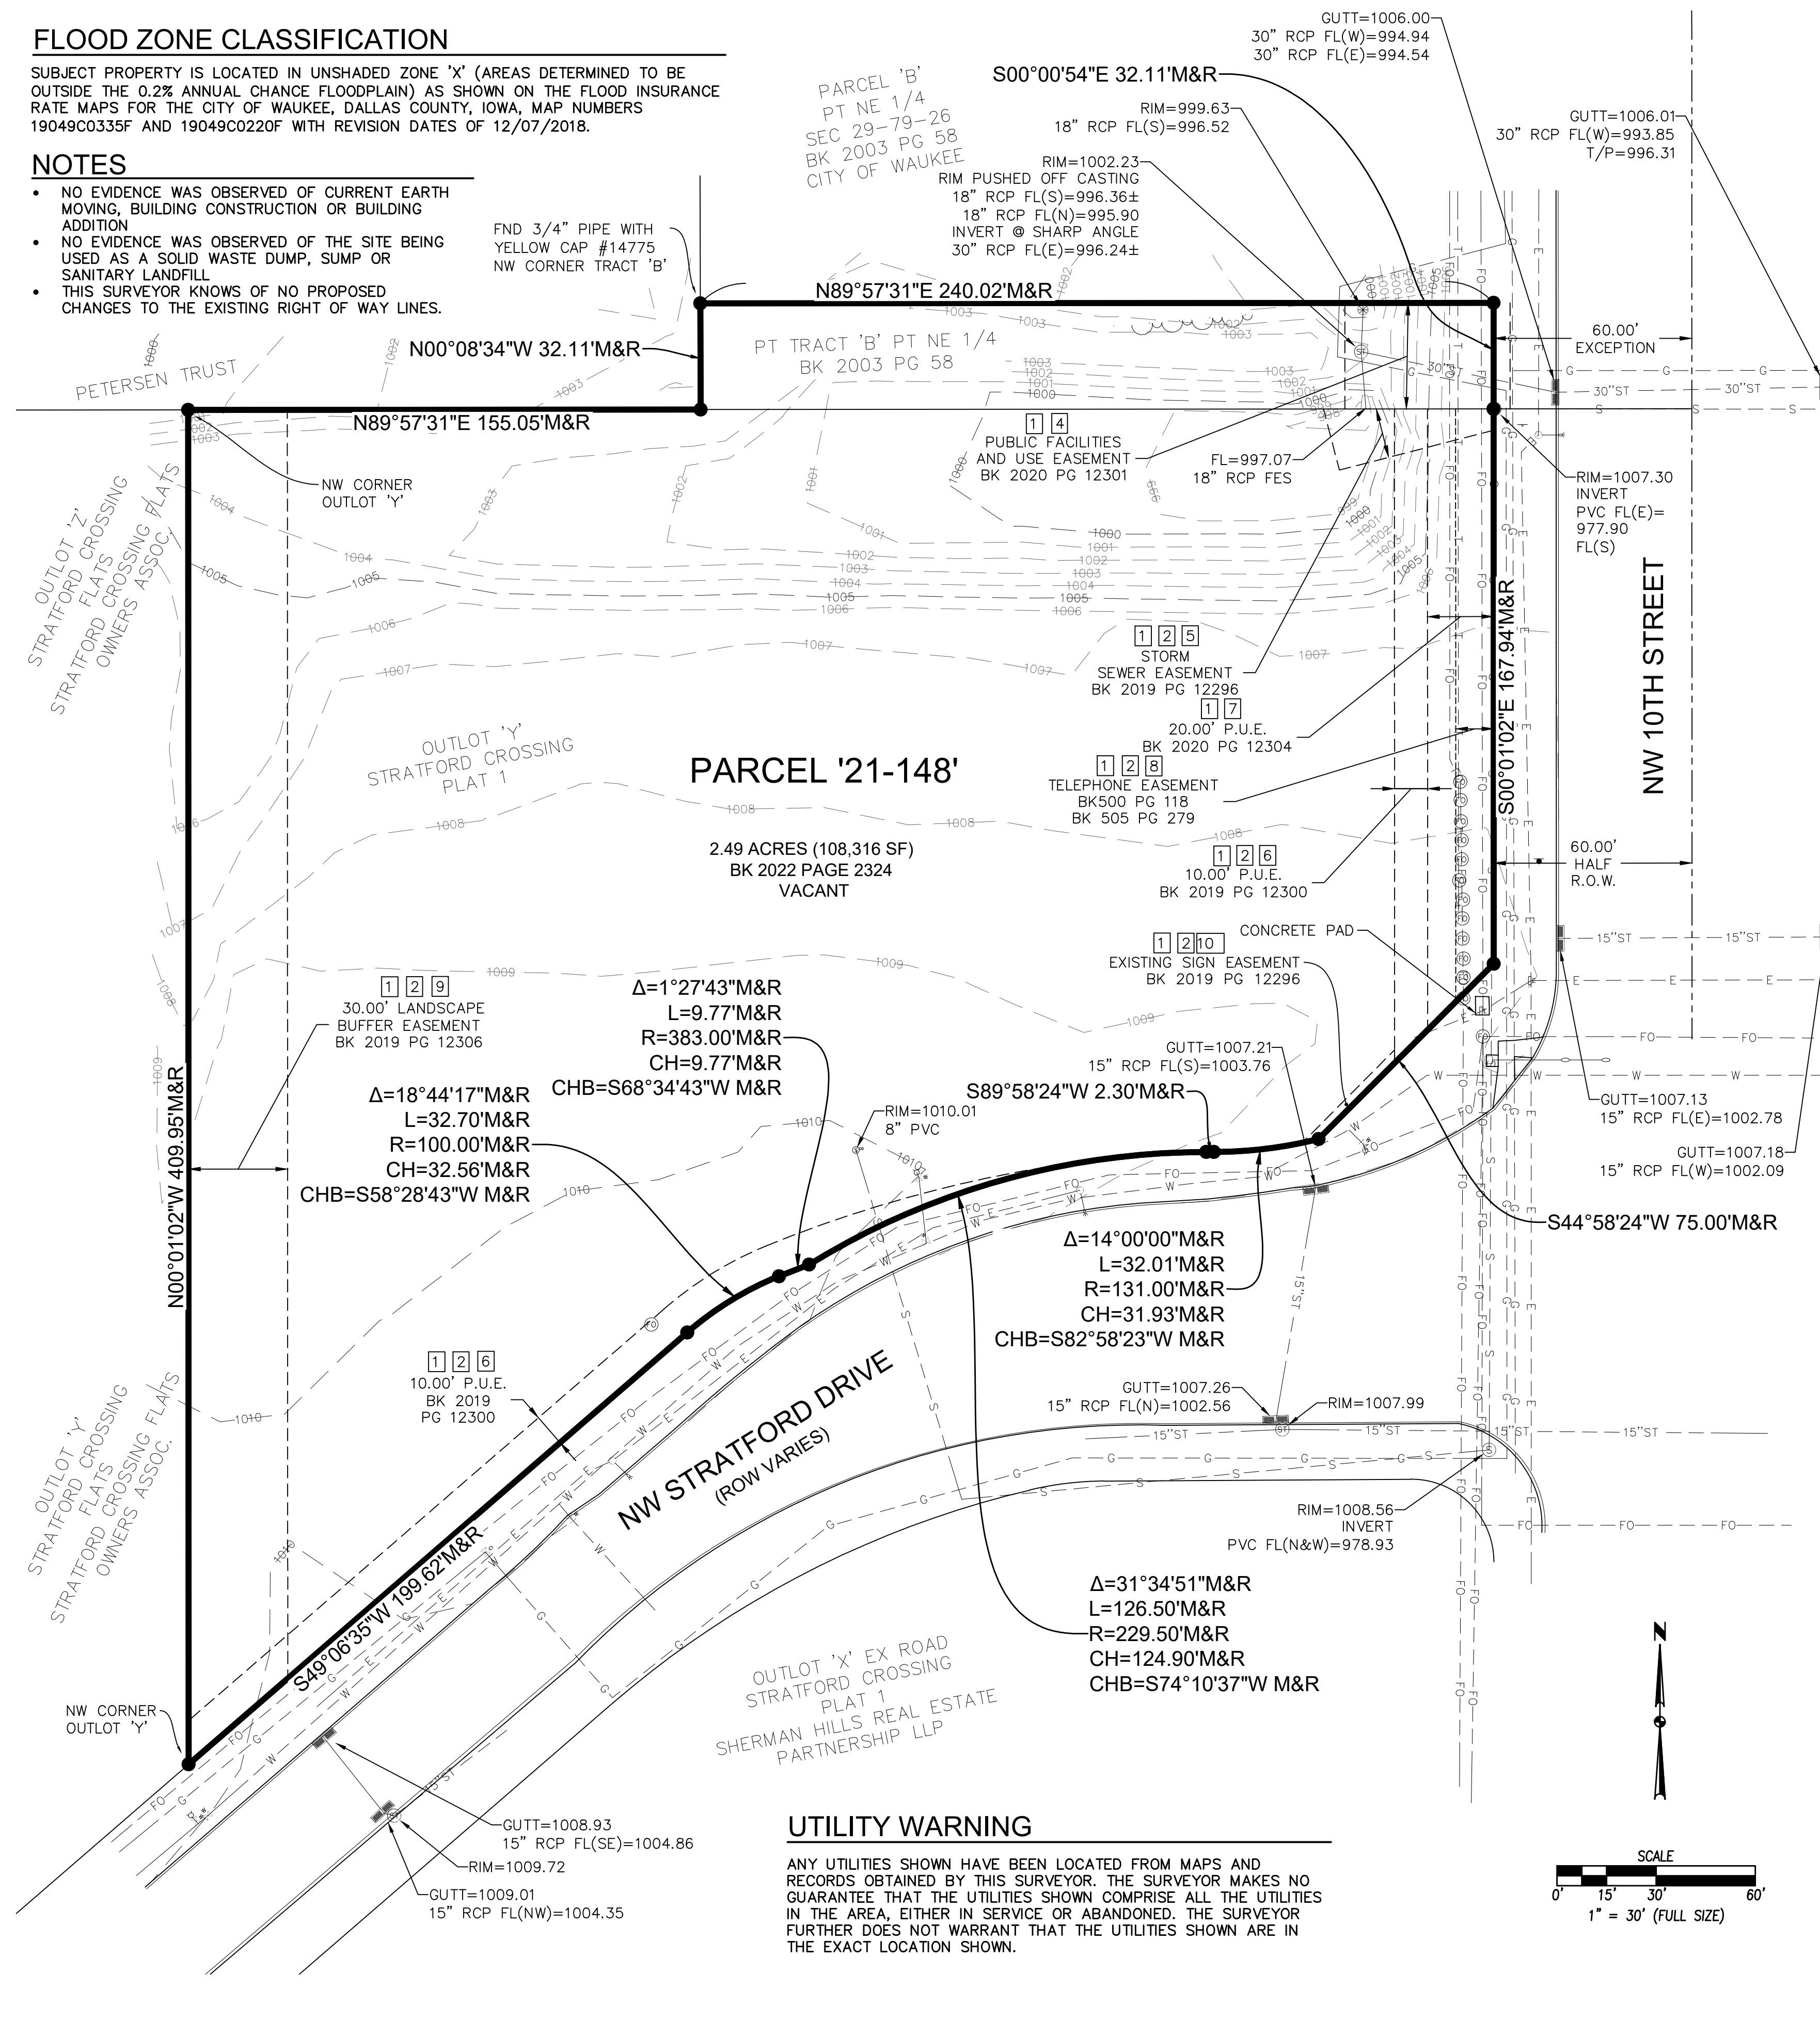 FLOOD ZONE CLASSIFICATION
SUBJECT PROPERTY IS LOCATED IN UNSHADED ZONE 'X' (AREAS DETERMINED TO BE
OUTSIDE THE 0.2% ANNUAL CHANCE FLOODPLAIN) AS SHOWN ON THE FLOOD INSURANCE
RATE MAPS FOR THE CITY OF WAUKEE, DALLAS COUNTY, IOWA, MAP NUMBERS
19049C0335F AND 19049C0220F WITH REVISION DATES OF 12/07/2018.
NOTES
• NO EVIDENCE WAS OBSERVED OF CURRENT EARTH
MOVING, BUILDING CONSTRUCTION OR BUILDING
ADDITION
• NO EVIDENCE WAS OBSERVED OF THE SITE BEING
USED AS A SOLID WASTE DUMP, SUMP OR
SANITARY LANDFILL
• THIS SURVEYOR KNOWS OF NO PROPOSED
CHANGES TO THE EXISTING RIGHT OF WAY LINES.
PARCEL 'B'
PT NE 1/4
SEC 29-79-26
BK 2003 PG 58
CITY OF WAUKEE
GUTT=1006.00
30" RCP FL(W)=994.94
30" RCP FL(E)=994.54
S00°00'54"E 32.11'M&R
RIM=999.63
18" RCP FL(S)=996.52
GUTT=1006.01
30" RCP FL(W)=993.85
T/P=996.31
RIM=1002.23
RIM PUSHED OFF CASTING
18" RCP FL(S)=996.36±
18" RCP FL(N)=995.90
INVERT @ SHARP ANGLE
30" RCP FL(E)=996.24±
FND 3/4" PIPE WITH
YELLOW CAP #14775
NW CORNER TRACT 'B'
N89°57'31"E 240.02'M&R
N00°08'34"W 32.11'M&R
PT TRACT 'B' PT NE 1/4
BK 2003 PG 58
60.00'
EXCEPTION
PETERSEN TRUST
N89°57'31"E 155.05'M&R
NW CORNER
OUTLOT 'Y'
1 4
PUBLIC FACILITIES
AND USE EASEMENT
BK 2020 PG 12301
FL=997.07
18" RCP FES
RIM=1007.30
INVERT
PVC FL(E)=
977.90
FL(S)
OUTLOT 'Z'
STRATFORD CROSSING
FLATS
STRATFORD CROSSING FLATS
OWNERS ASSOC.
NW 10TH STREET
S00°01'02"E 167.94'M&R
1 2 5
STORM
SEWER EASEMENT
BK 2019 PG 12296
1 7
20.00' P.U.E.
BK 2020 PG 12304
1 2 8
TELEPHONE EASEMENT
BK500 PG 118
BK 505 PG 279
OUTLOT 'Y'
STRATFORD CROSSING
PLAT 1
PARCEL '21-148'
2.49 ACRES (108,316 SF)
BK 2022 PAGE 2324
VACANT
1 2 6
10.00' P.U.E.
BK 2019 PG 12300
60.00'
HALF
R.O.W.
CONCRETE PAD
1 2 10
EXISTING SIGN EASEMENT
BK 2019 PG 12296
1 2 9
30.00' LANDSCAPE
BUFFER EASEMENT
BK 2019 PG 12306
Δ=1°27'43"M&R
L=9.77'M&R
R=383.00'M&R
CH=9.77'M&R
CHB=S68°34'43"W M&R
Δ=18°44'17"M&R
L=32.70'M&R
R=100.00'M&R
CH=32.56'M&R
CHB=S58°28'43"W M&R
GUTT=1007.21
15" RCP FL(S)=1003.76
S89°58'24"W 2.30'M&R
RIM=1010.01
8" PVC
GUTT=1007.13
15" RCP FL(E)=1002.78
GUTT=1007.18
15" RCP FL(W)=1002.09
N00°01'02"W 409.95'M&R
S44°58'24"W 75.00'M&R
Δ=14°00'00"M&R
L=32.01'M&R
R=131.00'M&R
CH=31.93'M&R
CHB=S82°58'23"W M&R
1 2 6
10.00' P.U.E.
BK 2019
PG 12300
NW STRATFORD DRIVE
(ROW VARIES)
GUTT=1007.26
15" RCP FL(N)=1002.56
RIM=1007.99
OUTLOT 'Y'
STRATFORD CROSSING
FLATS
STRATFORD CROSSING FLATS
OWNERS ASSOC.
RIM=1008.56
INVERT
PVC FL(N&W)=978.93
S49°06'35"W 199.62'M&R
Δ=31°34'51"M&R
L=126.50'M&R
R=229.50'M&R
CH=124.90'M&R
CHB=S74°10'37"W M&R
OUTLOT 'X' EX ROAD
STRATFORD CROSSING
PLAT 1
SHERMAN HILLS REAL ESTATE
PARTNERSHIP LLP
NW CORNER
OUTLOT 'Y'
N
GUTT=1008.93
15" RCP FL(SE)=1004.86
RIM=1009.72
GUTT=1009.01
15" RCP FL(NW)=1004.35
UTILITY WARNING
ANY UTILITIES SHOWN HAVE BEEN LOCATED FROM MAPS AND
RECORDS OBTAINED BY THIS SURVEYOR. THE SURVEYOR MAKES NO
GUARANTEE THAT THE UTILITIES SHOWN COMPRISE ALL THE UTILITIES
IN THE AREA, EITHER IN SERVICE OR ABANDONED. THE SURVEYOR
FURTHER DOES NOT WARRANT THAT THE UTILITIES SHOWN ARE IN
THE EXACT LOCATION SHOWN.
SCALE
0' 15' 30' 60'
1" = 30' (FULL SIZE)